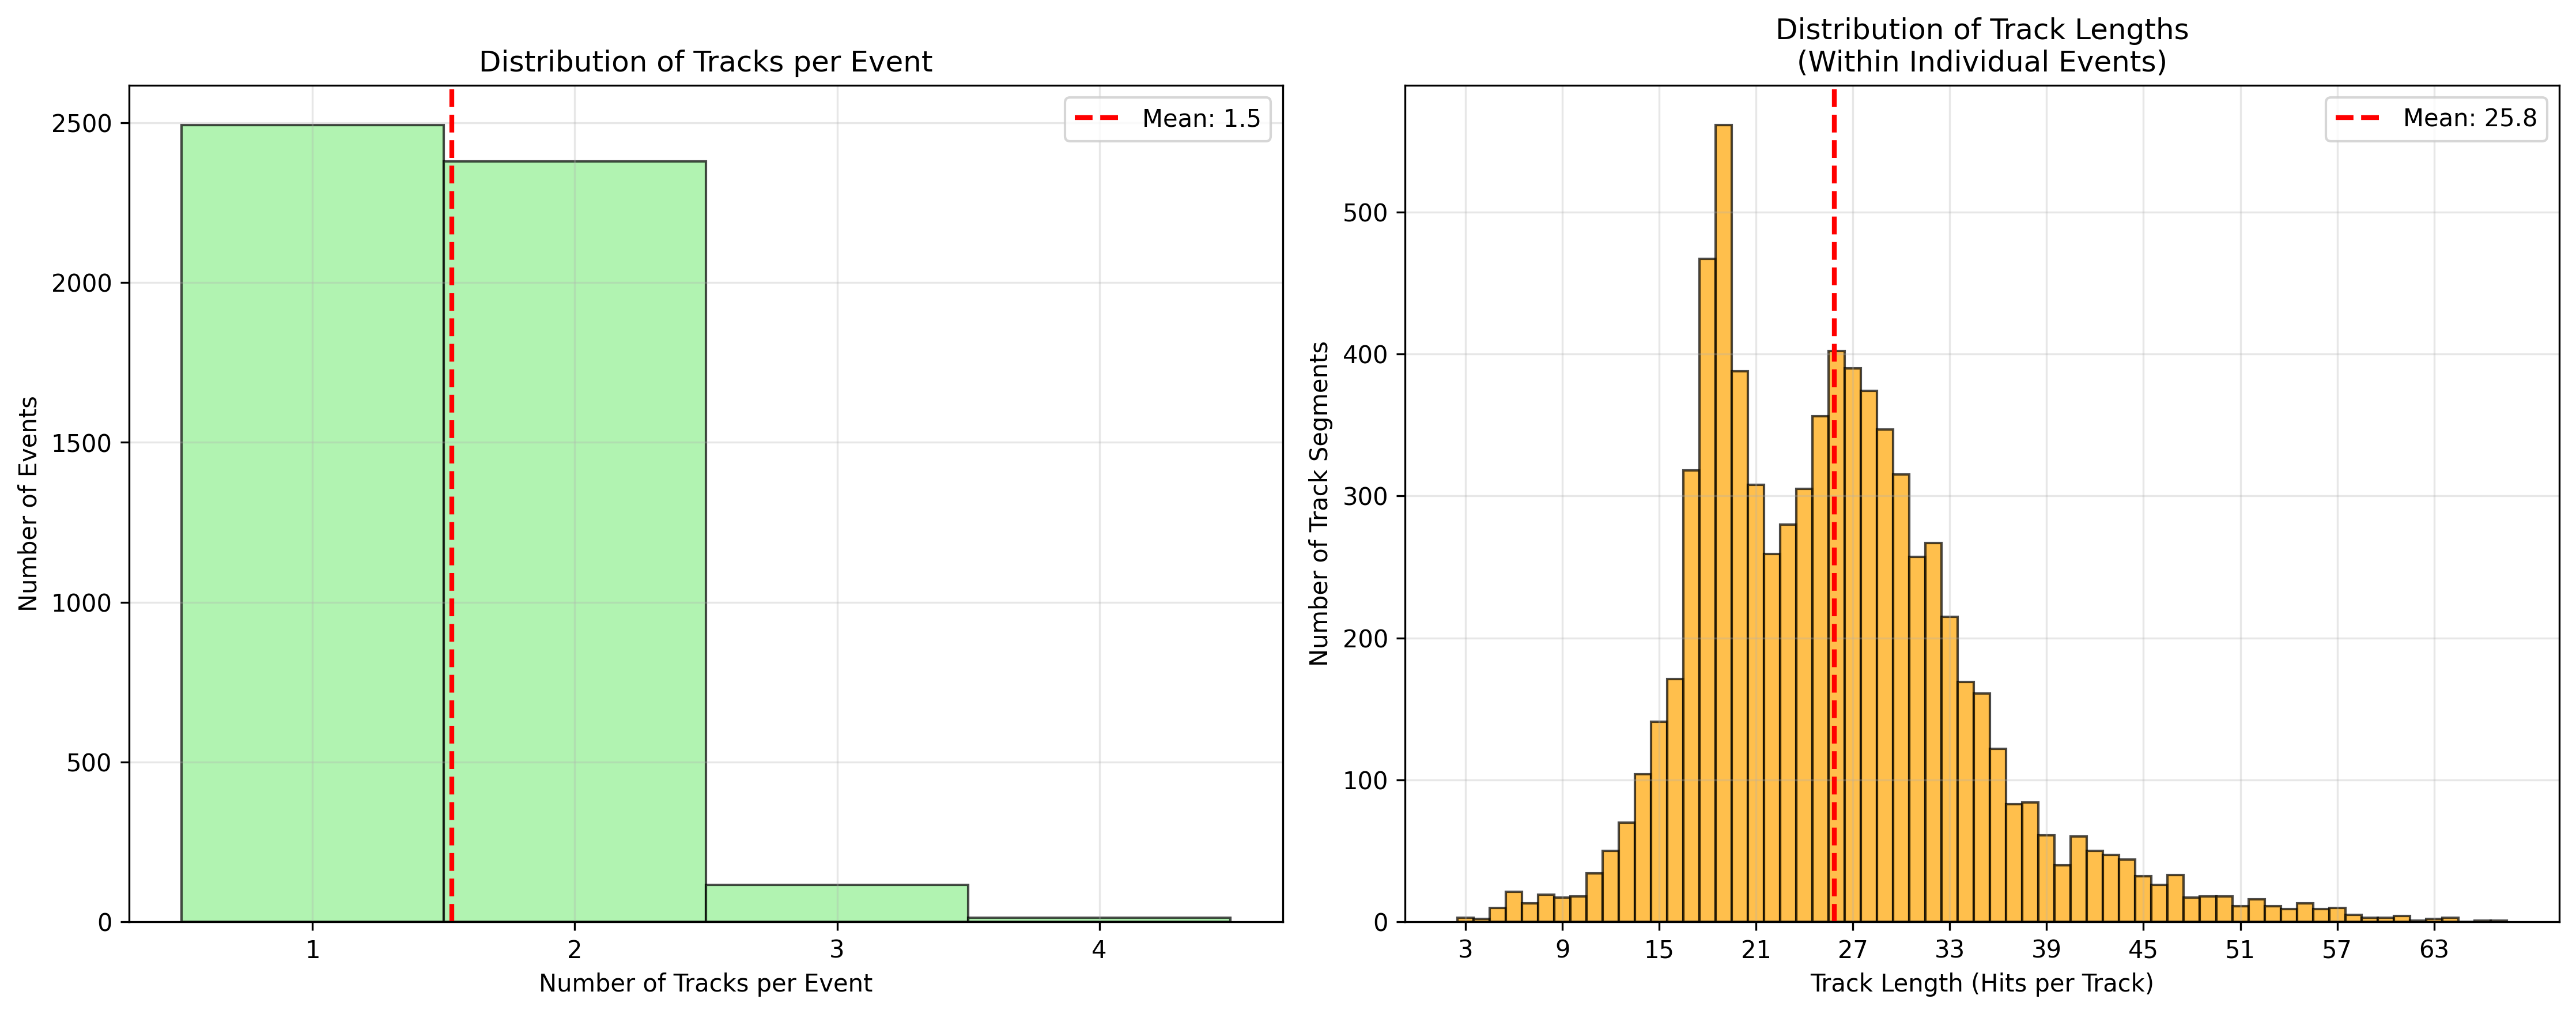 Distribution of Tracks per Event
Mean: 1.5
Number of Events
2500
2000
1500
1000
500
0
1 2 3 4
Number of Tracks per Event
Distribution of Track Lengths
(Within Individual Events)
Mean: 25.8
Number of Track Segments
500
400
300
200
100
0
3 9 15 21 27 33 39 45 51 57 63
Track Length (Hits per Track)